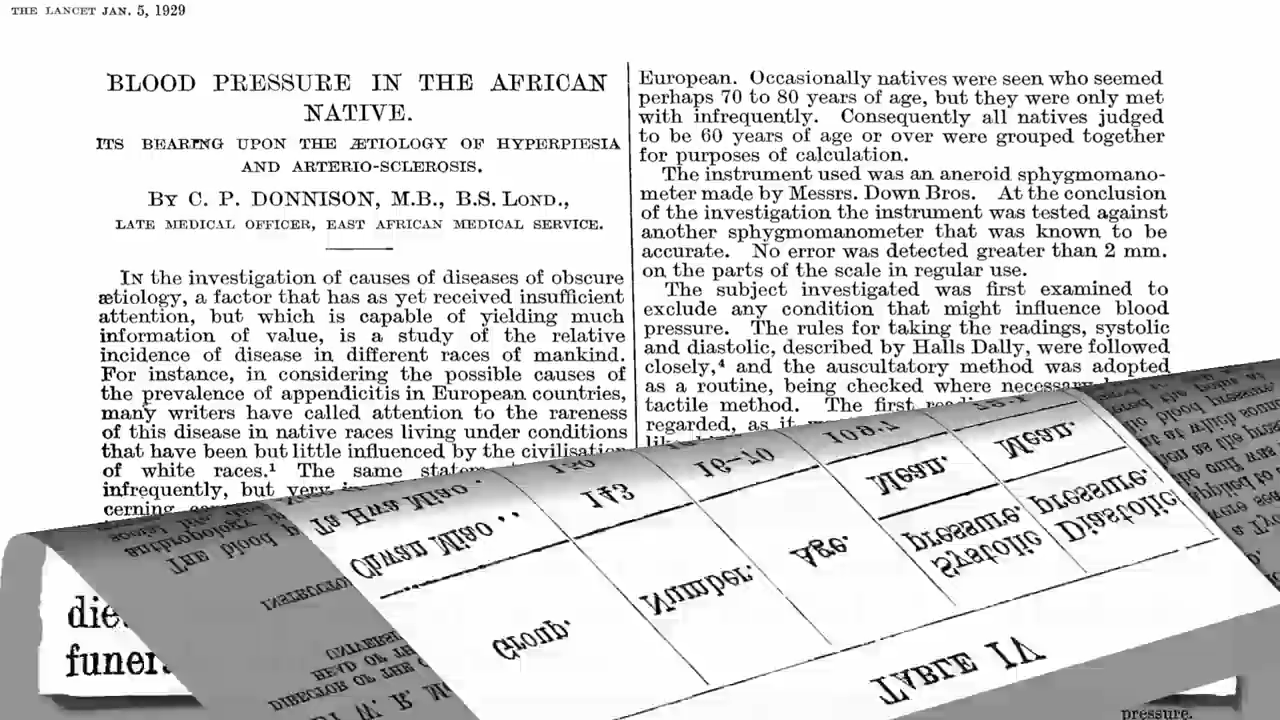 THE LANCET JAN. 5, 1929
BLOOD PRESSURE IN THE AFRICAN
NATIVE.
ITS BEARING UPON THE ÆTIOLOGY OF HYPERPIESIA
AND ARTERIO-SCLEROSIS.
BY C. P. DONNISON, M.B., B.S. LOND.,
LATE MEDICAL OFFICER, EAST AFRICAN MEDICAL SERVICE.
IN the investigation of causes of diseases of obscure
ætiology, a factor that has as yet received insufficient
attention, but which is capable of yielding much
information of value, is a study of the relative
incidence of disease in different races of mankind.
For instance, in considering the possible causes of
the prevalence of appendicitis in European countries,
many writers have called attention to the rareness
of this disease in native races living under conditions
that have been but little influenced by the civilisation
of white races.¹ The same
infrequently, but very
cerning
European. Occasionally natives were seen who seemed
perhaps 70 to 80 years of age, but they were only met
with infrequently. Consequently all natives judged
to be 60 years of age or over were grouped together
for purposes of calculation.
The instrument used was an aneroid sphygmomano-
meter made by Messrs. Down Bros. At the conclusion
of the investigation the instrument was tested against
another sphygmomanometer that was known to be
accurate. No error was detected greater than 2 mm.
on the parts of the scale in regular use.
The subject investigated was first examined to
exclude any condition that might influence blood
pressure. The rules for taking the readings, systolic
and diastolic, described by Halls Dally, were followed
closely,⁴ and the auscultatory method was adopted
as a routine, being checked where necessary
tactile method. The first
regarded, as it
TABLE IV
Group.
Number.
Age.
Systolic
pressure.
Mean.
Diastolic
pressure.
Mean.
Chwan Miao ..
143
16-70
109.7
Ta Hwa Miao .
THE blood
die
funer
pressure.